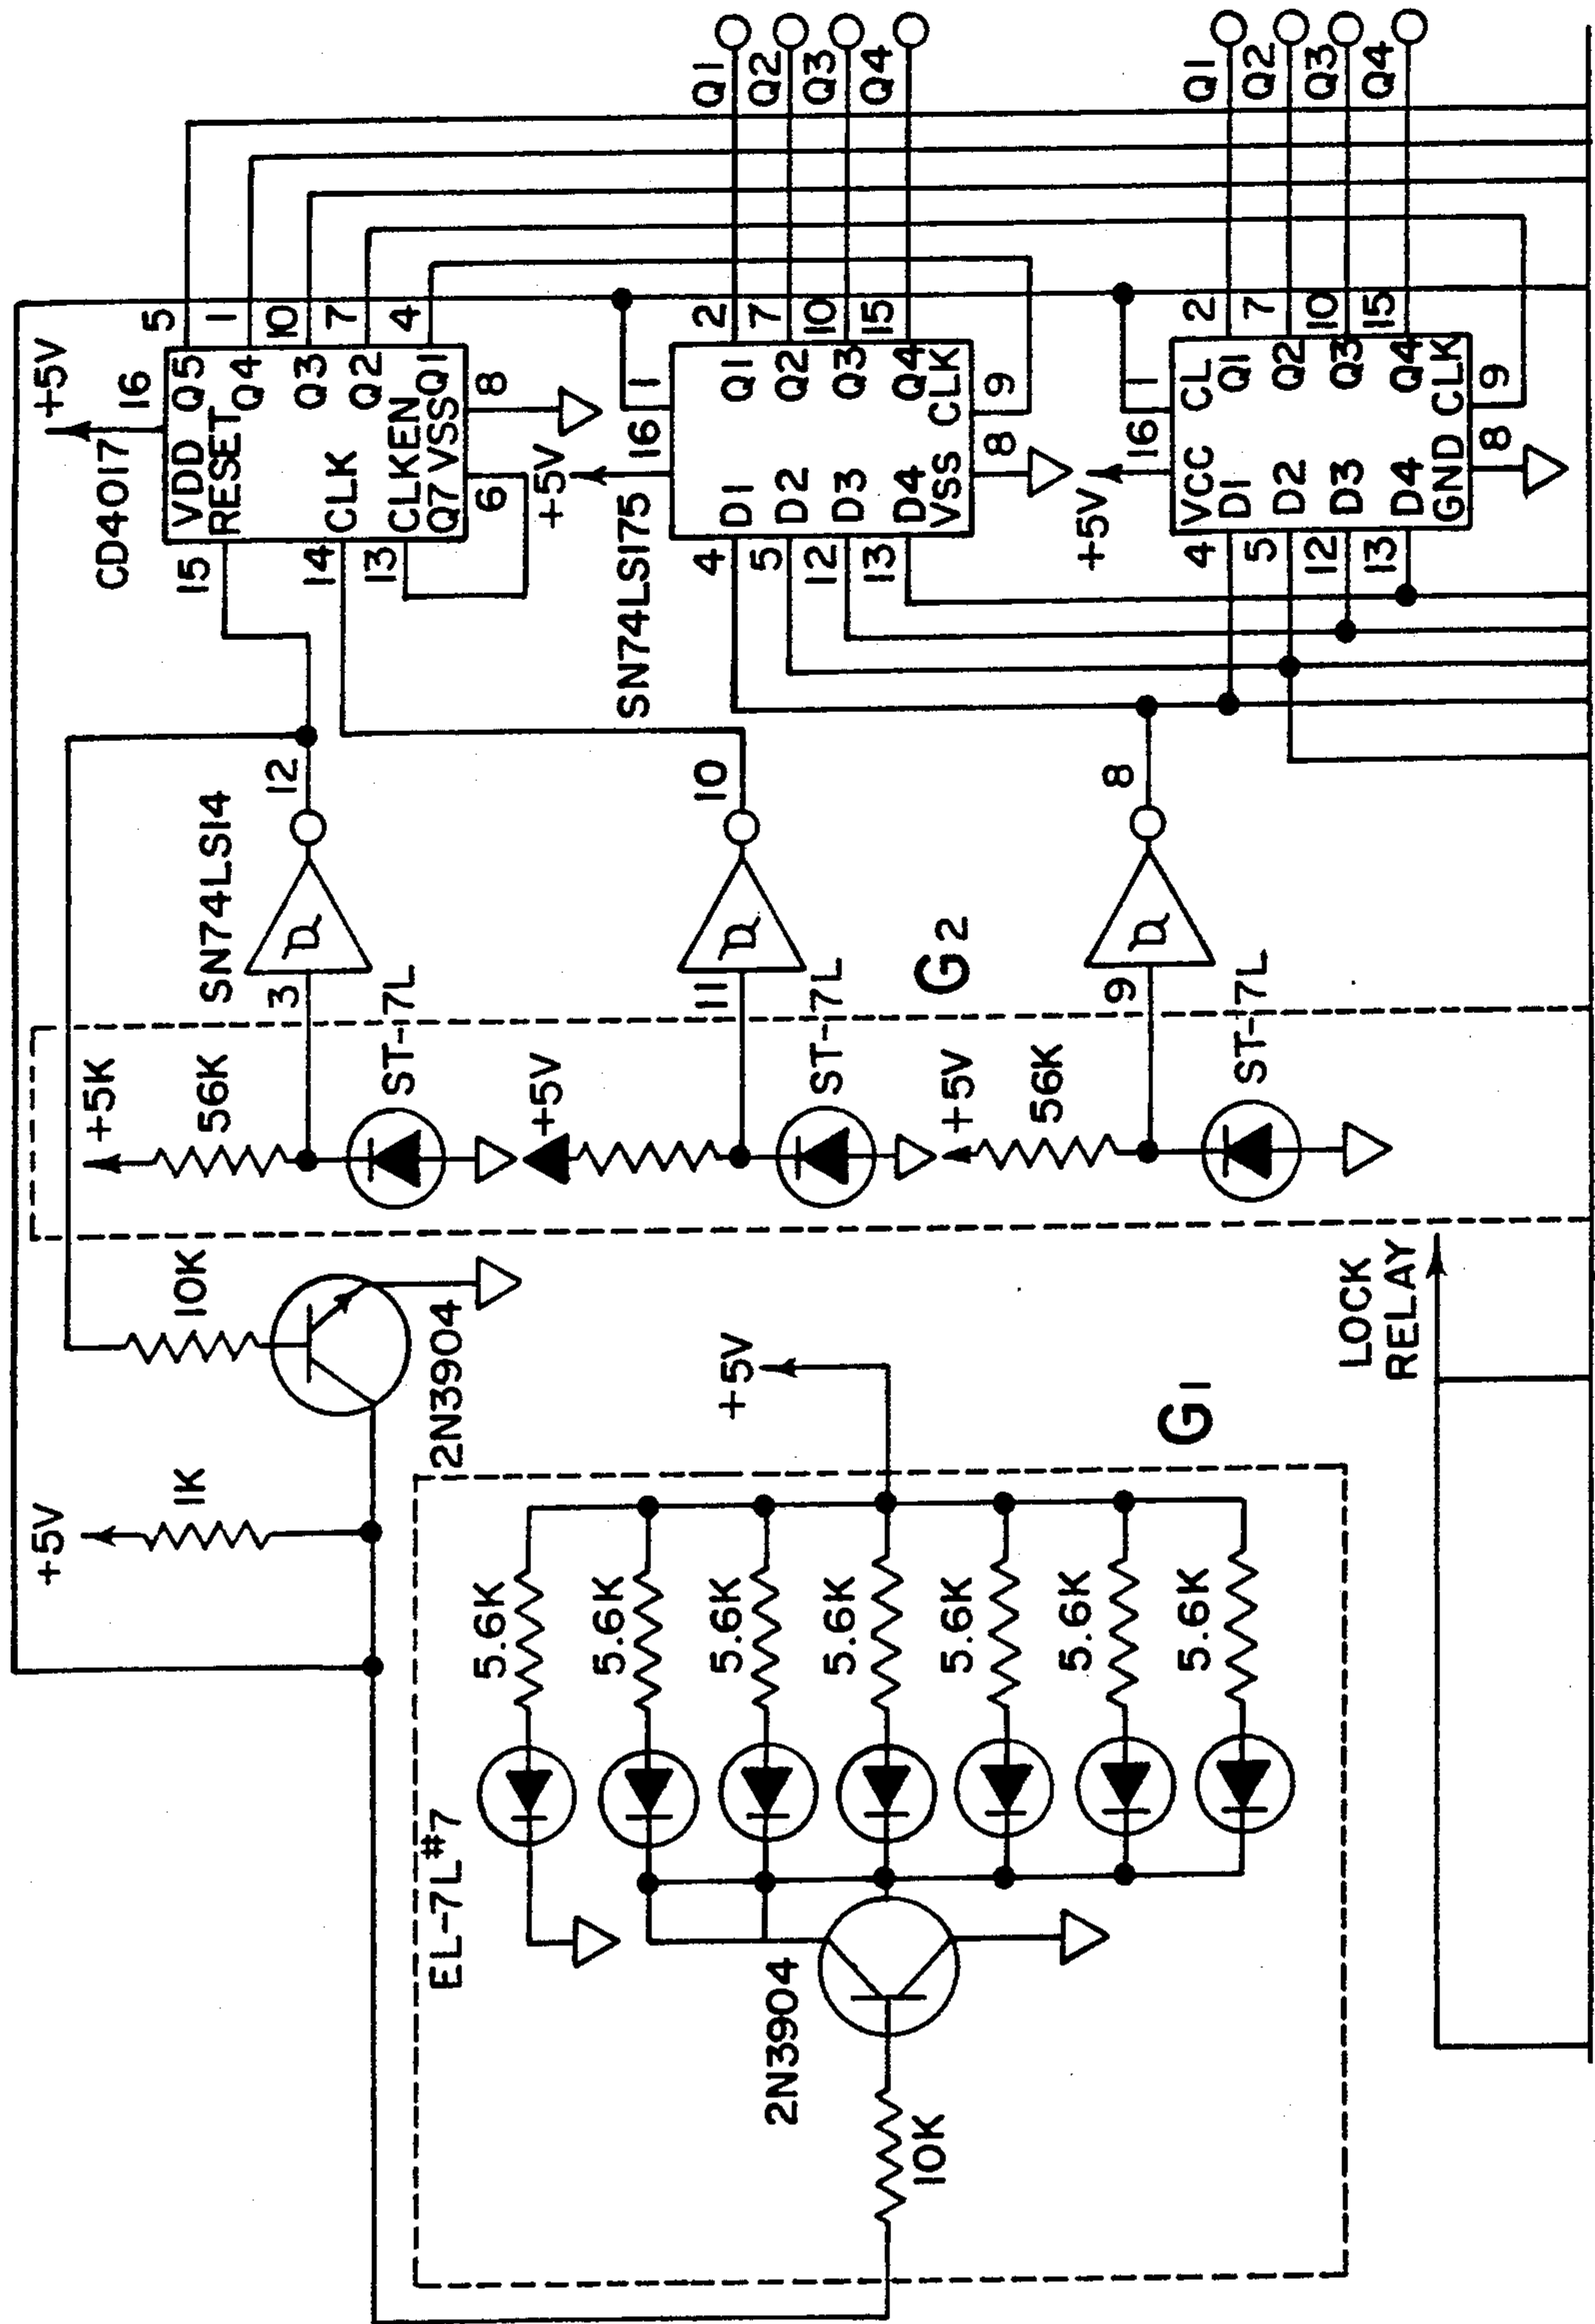 +5V
CD4017
16
VDD
Q5
RESET
Q4
Q3
CLK
Q2
CLKEN
Q7
VSS
Q1
5
1
10
7
4
15
14
13
6
8
+5V
SN74LS175
16
1
D1
Q1
D2
Q2
D3
Q3
D4
Q4
VSS
CLK
4
5
12
13
2
7
10
15
8
9
Q1
Q2
Q3
Q4
+5V
16
1
VCC
CL
D1
Q1
D2
Q2
D3
Q3
D4
Q4
GND
CLK
4
5
12
13
2
7
10
15
8
9
Q1
Q2
Q3
Q4
SN74LS14
3
12
11
10
9
8
G2
+5K
56K
ST-7L
+5V
ST-7L
+5V
56K
ST-7L
10K
2N3904
+5V
1K
+5V
G1
LOCK
RELAY
5.6K
5.6K
5.6K
5.6K
5.6K
5.6K
5.6K
EL-7L#7
2N3904
10K